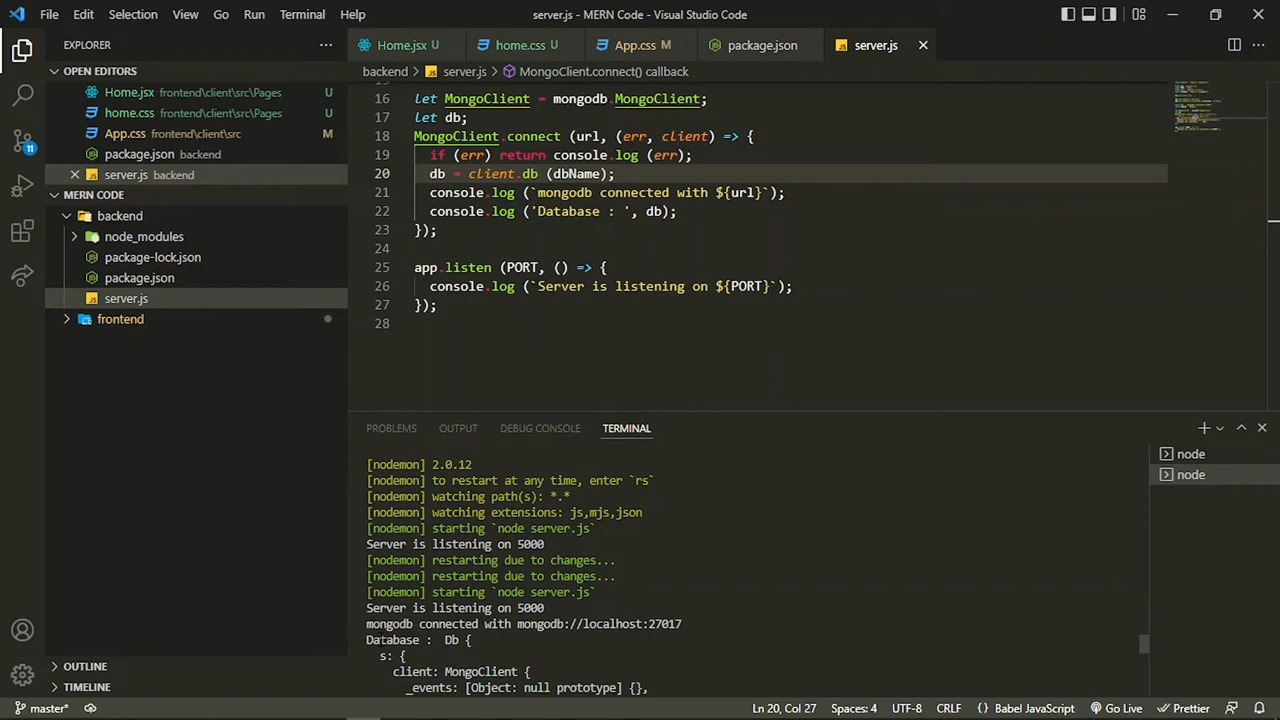 File Edit Selection View Go Run Terminal Help server.js - MERN Code - Visual Studio Code
EXPLORER
OPEN EDITORS
Home.jsx frontend\client\src\Pages U
home.css frontend\client\src\Pages U
App.css frontend\client\src M
package.json backend
server.js backend
MERN CODE
backend
node_modules
package-lock.json
package.json
server.js
frontend
OUTLINE
TIMELINE
11
Home.jsx U home.css U App.css M package.json server.js
backend > server.js > MongoClient.connect() callback
16 let MongoClient = mongodb.MongoClient;
17 let db;
18 MongoClient.connect (url, (err, client) => {
19 if (err) return console.log (err);
20 db = client.db (dbName);
21 console.log (`mongodb connected with ${url}`);
22 console.log ('Database : ', db);
23 });
24
25 app.listen (PORT, () => {
26 console.log (`Server is listening on ${PORT}`);
27 });
28
PROBLEMS OUTPUT DEBUG CONSOLE TERMINAL
[nodemon] 2.0.12
[nodemon] to restart at any time, enter `rs`
[nodemon] watching path(s): *.*
[nodemon] watching extensions: js,mjs,json
[nodemon] starting `node server.js`
Server is listening on 5000
[nodemon] restarting due to changes...
[nodemon] restarting due to changes...
[nodemon] starting `node server.js`
Server is listening on 5000
mongodb connected with mongodb://localhost:27017
Database :  Db {
s: {
client: MongoClient {
_events: [Object: null prototype] {},
node
node
master* Ln 20, Col 27 Spaces: 4 UTF-8 CRLF {} Babel JavaScript Go Live Prettier